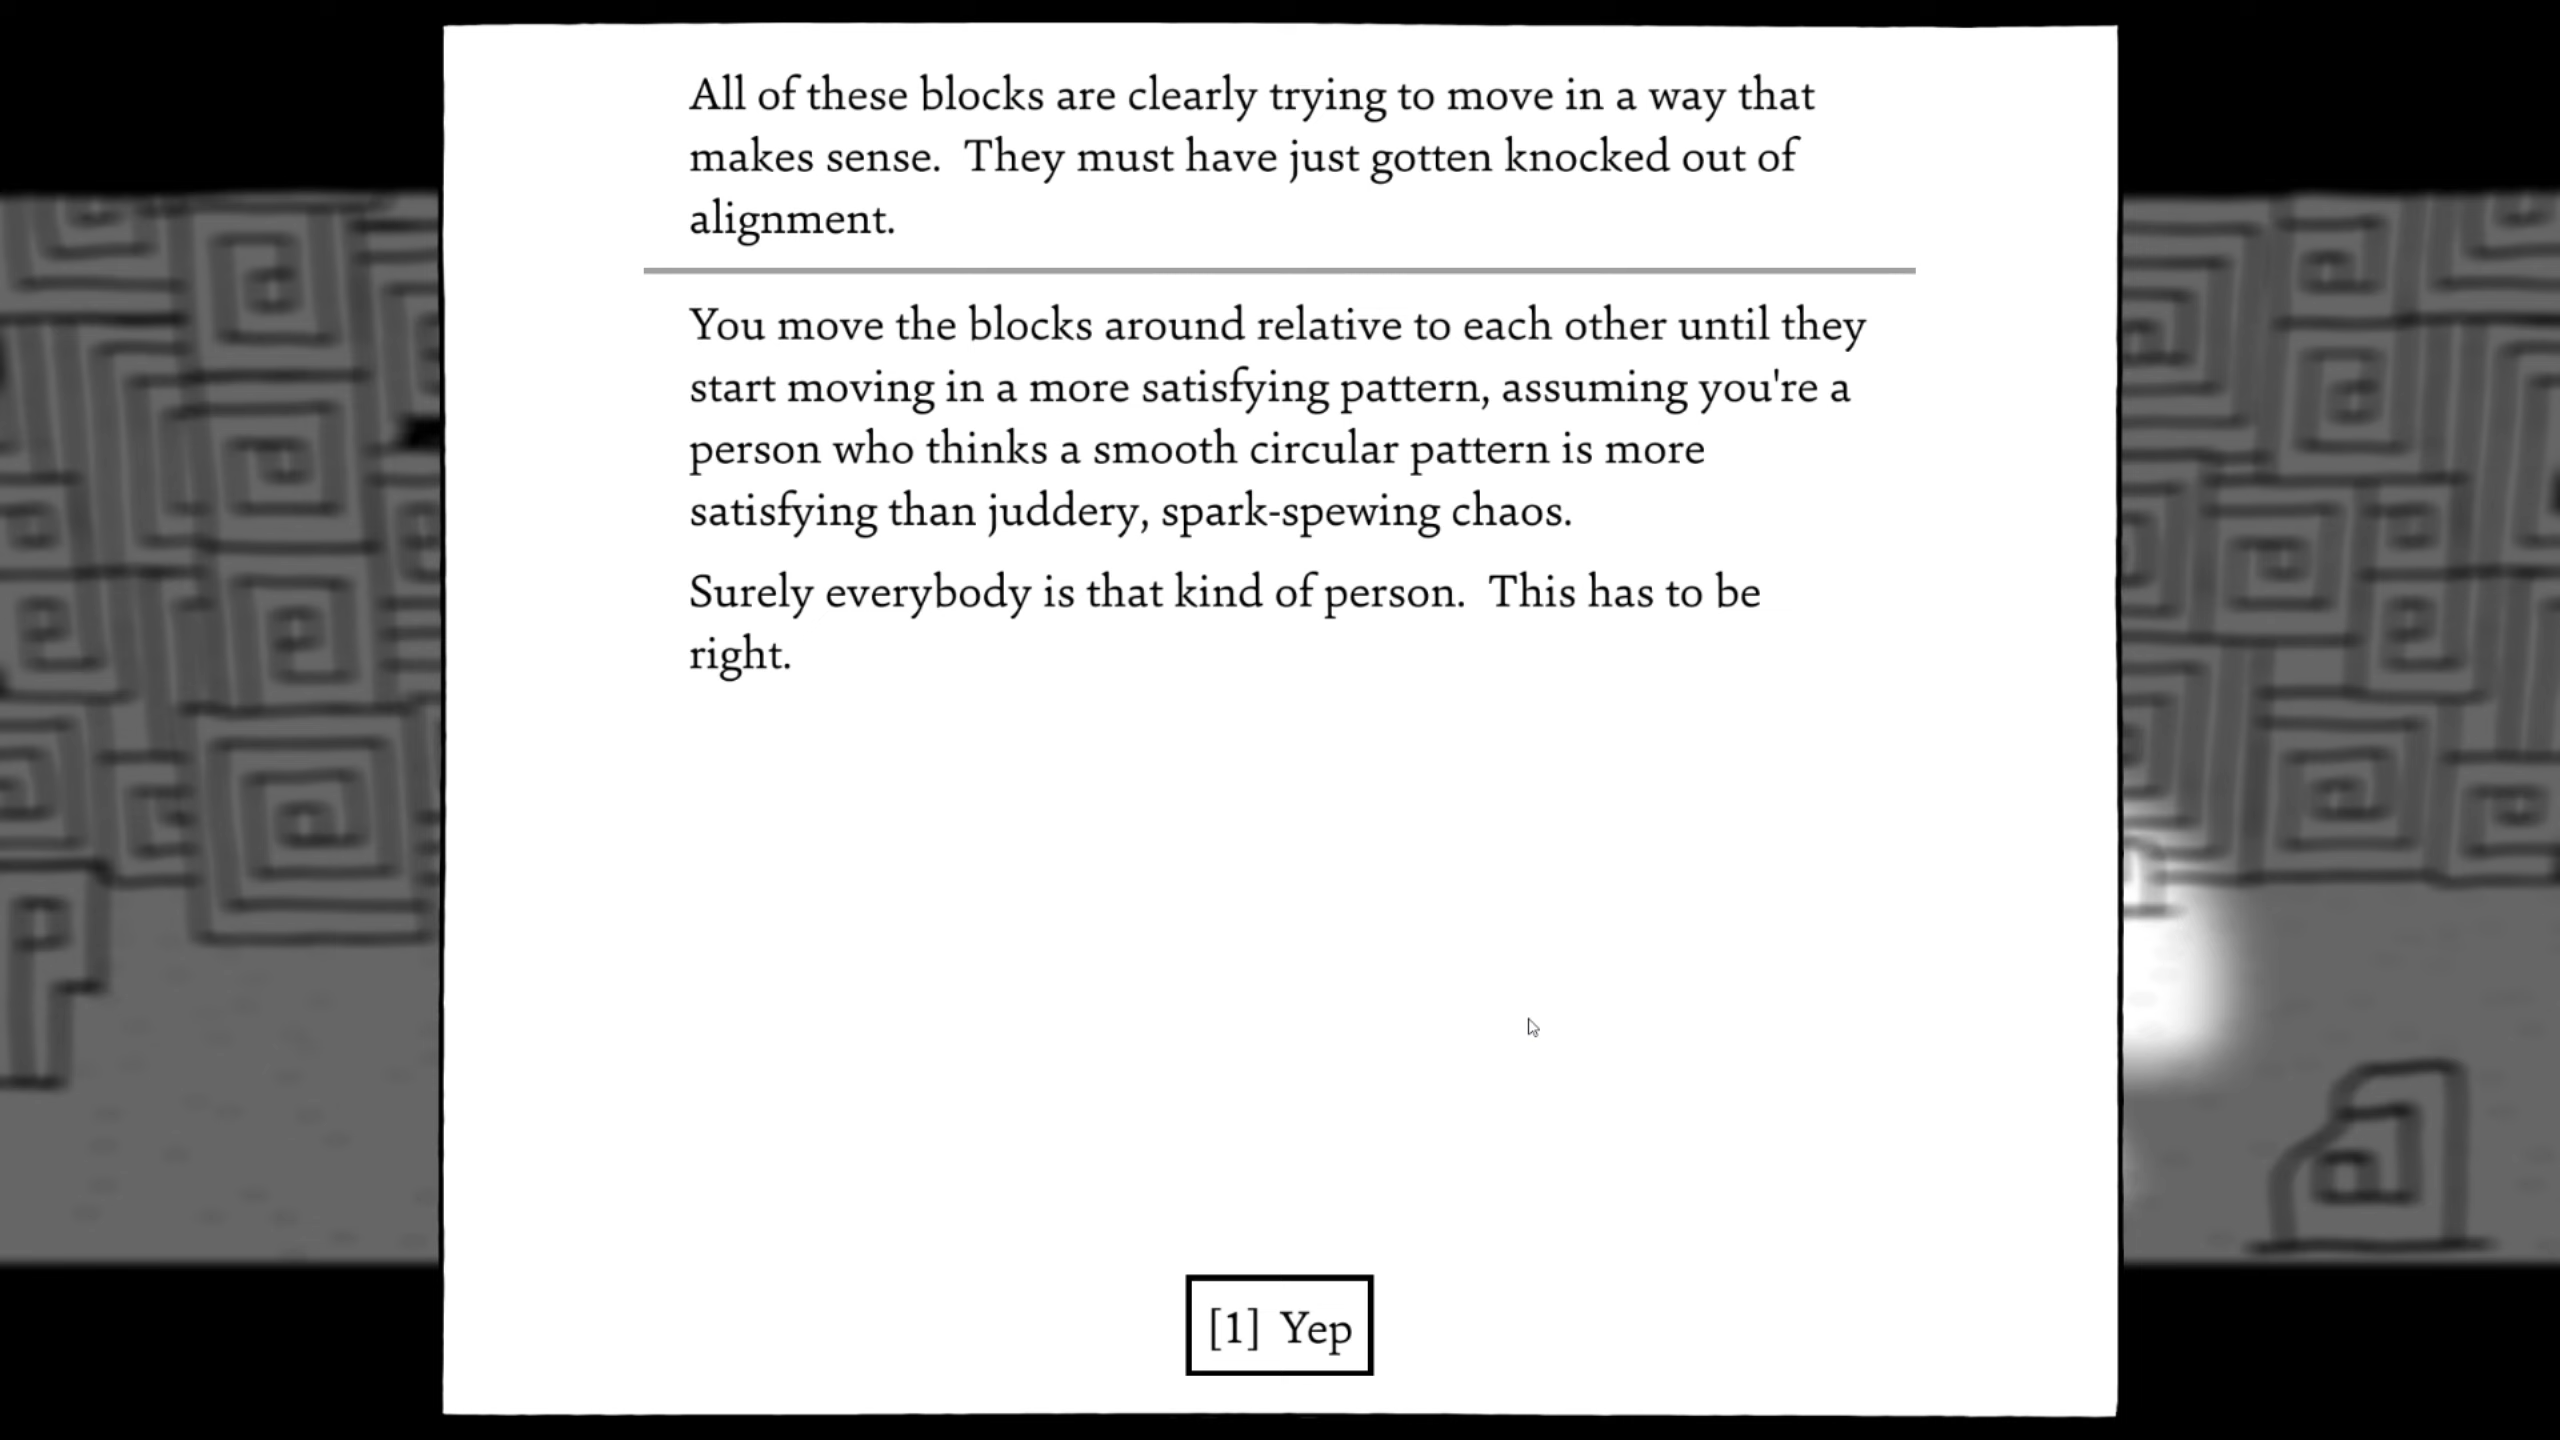 All of these blocks are clearly trying to move in a way that
makes sense.  They must have just gotten knocked out of
alignment.
You move the blocks around relative to each other until they
start moving in a more satisfying pattern, assuming you're a
person who thinks a smooth circular pattern is more
satisfying than juddery, spark-spewing chaos.
Surely everybody is that kind of person.  This has to be
right.
[1]  Yep